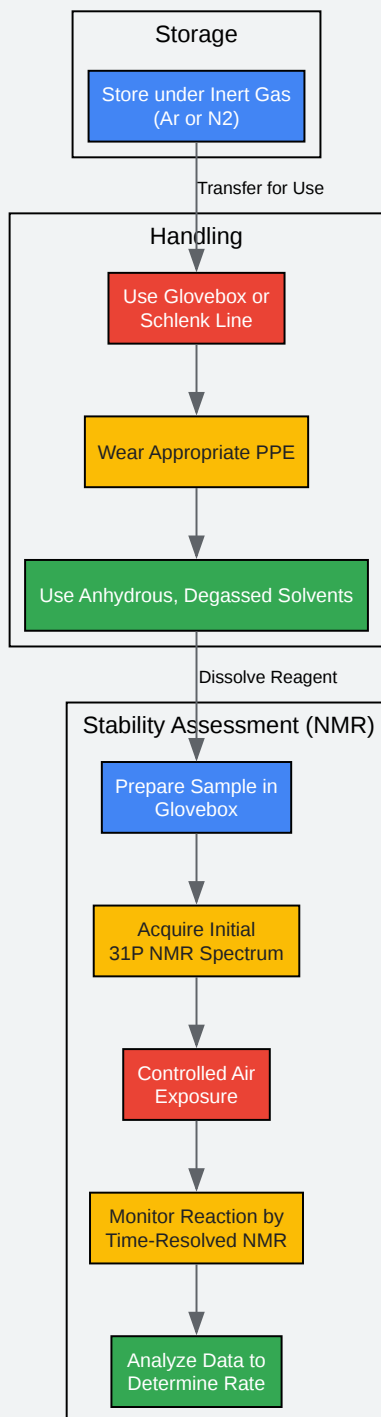 Storage
Store under Inert Gas
(Ar or N2)
Transfer for Use
Handling
Use Glovebox or
Schlenk Line
Wear Appropriate PPE
Use Anhydrous, Degassed Solvents
Dissolve Reagent
Stability Assessment (NMR)
Prepare Sample in
Glovebox
Acquire Initial
31P NMR Spectrum
Controlled Air
Exposure
Monitor Reaction by
Time-Resolved NMR
Analyze Data to
Determine Rate